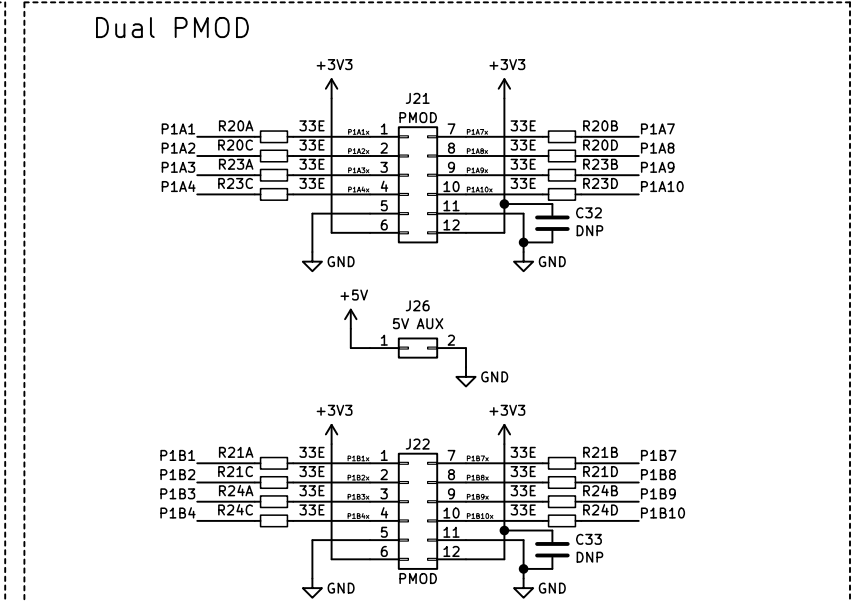 Dual PMOD
+3V3 +3V3
J21
PMOD
P1A1 R20A 33E P1A1x 1 7 P1A7x 33E R20B P1A7
P1A2 R20C 33E P1A2x 2 8 P1A8x 33E R20D P1A8
P1A3 R23A 33E P1A3x 3 9 P1A9x 33E R23B P1A9
P1A4 R23C 33E P1A4x 4 10 P1A10x 33E R23D P1A10
5 11 C32
6 12 DNP
GND GND
+5V
J26
5V AUX
1 2
GND
+3V3 +3V3
J22
P1B1 R21A 33E P1B1x 1 7 P1B7x 33E R21B P1B7
P1B2 R21C 33E P1B2x 2 8 P1B8x 33E R21D P1B8
P1B3 R24A 33E P1B3x 3 9 P1B9x 33E R24B P1B9
P1B4 R24C 33E P1B4x 4 10 P1B10x 33E R24D P1B10
5 11 C33
6 12 DNP
PMOD
GND GND